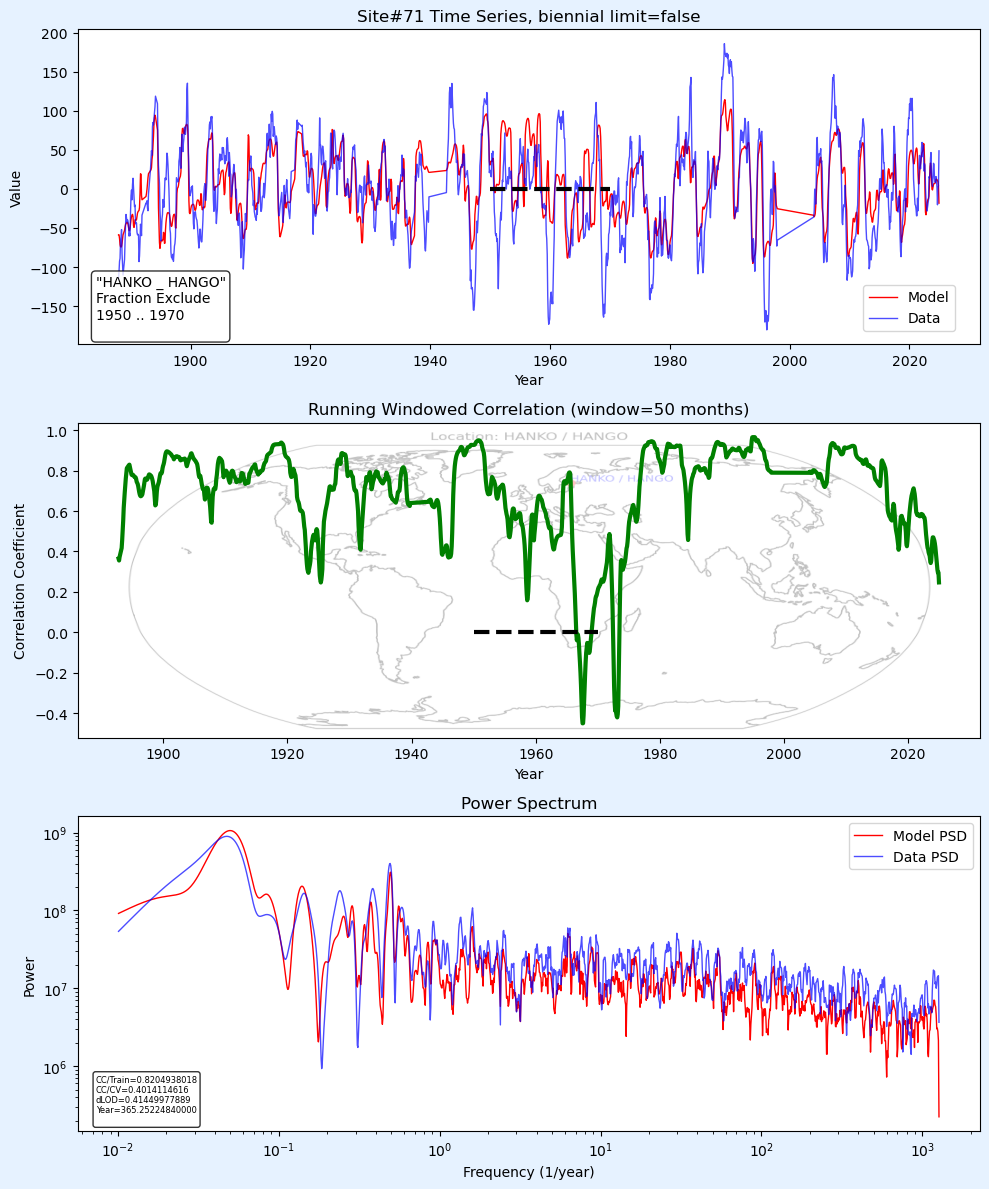 Site#71 Time Series, biennial limit=false
Value
200
150
100
50
0
−50
−100
−150
"HANKO _ HANGO"
Fraction Exclude
1950 .. 1970
Model
Data
1900 1920 1940 1960 1980 2000 2020
Year
Running Windowed Correlation (window=50 months)
Location: HANKO / HANGO
HANKO / HANGO
Correlation Coefficient
1.0
0.8
0.6
0.4
0.2
0.0
−0.2
−0.4
1900 1920 1940 1960 1980 2000 2020
Year
Power Spectrum
Model PSD
Data PSD
Power
10⁹
10⁸
10⁷
10⁶
CC/Train=0.8204938018
CC/CV=0.4014114616
dLOD=0.41449977889
Year=365.25224840000
10⁻² 10⁻¹ 10⁰ 10¹ 10² 10³
Frequency (1/year)